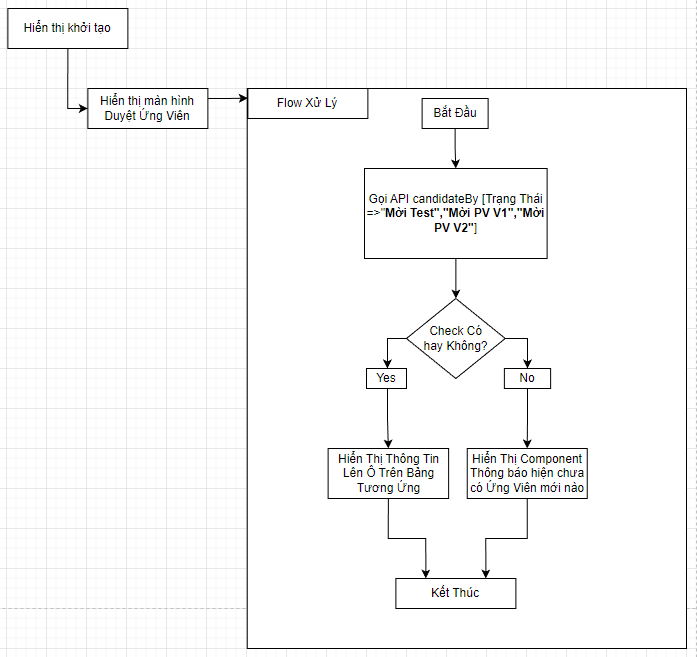 Hiển thị khởi tạo
Hiển thị màn hình
Duyệt Ứng Viên
Flow Xử Lý
Bắt Đầu
Gọi API candidateBy [Trạng Thái
=>"Mời Test","Mời PV V1","Mời
PV V2"]
Check Có
hay Không?
Yes
No
Hiển Thị Thông Tin
Lên Ô Trên Bảng
Tương Ứng
Hiển Thị Component
Thông báo hiện chưa
có Ứng Viên mới nào
Kết Thúc